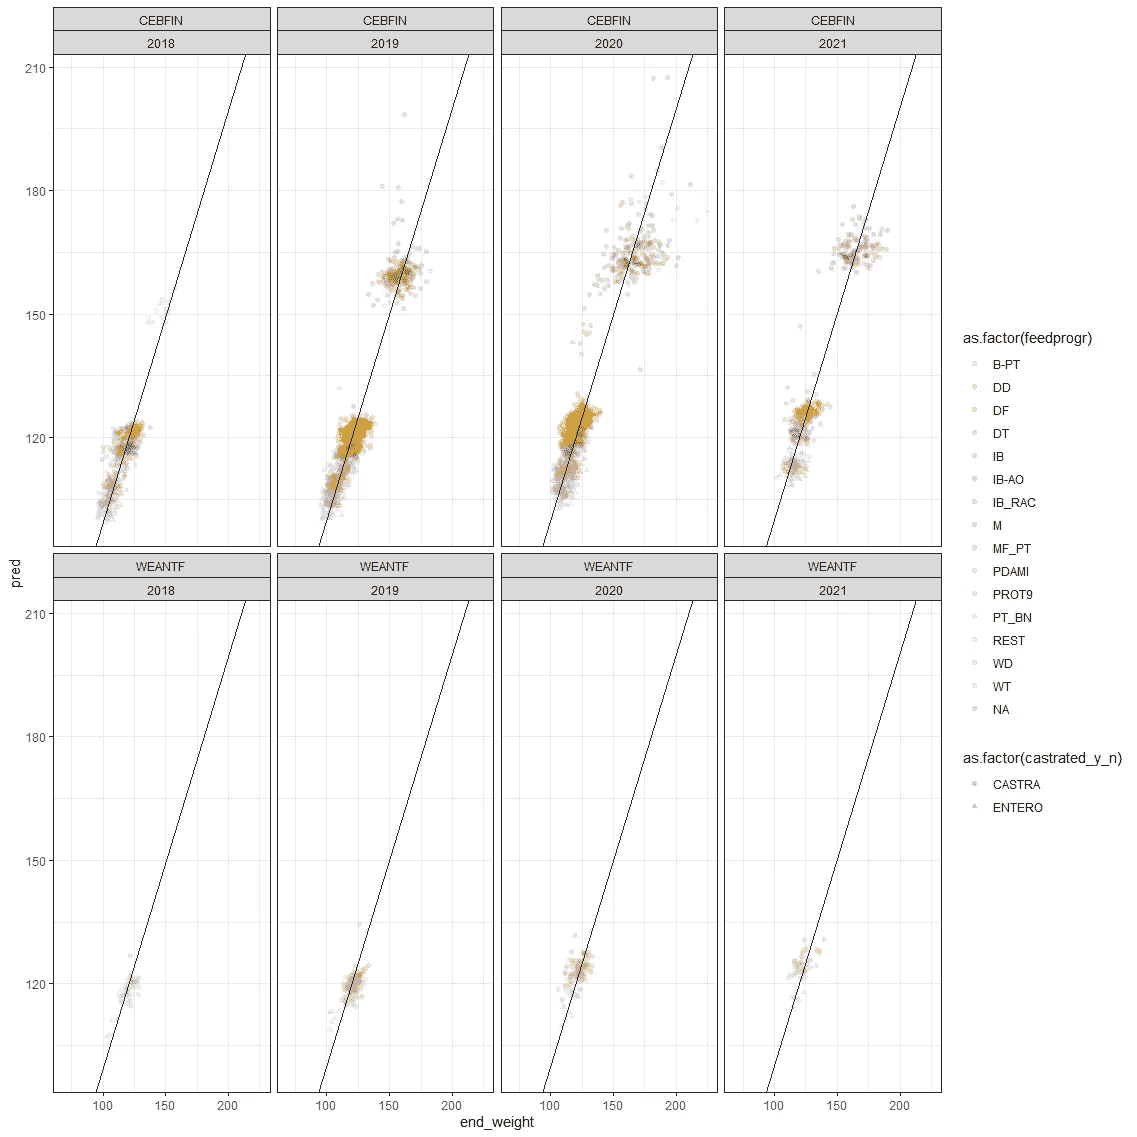 CEBFIN CEBFIN CEBFIN CEBFIN
2018 2019 2020 2021
210
180
150
120
WEANTF WEANTF WEANTF WEANTF
2018 2019 2020 2021
210
180
150
120
100 150 200 100 150 200 100 150 200 100 150 200
end_weight
pred
as.factor(feedprogr)
B-PT
DD
DF
DT
IB
IB-AO
IB_RAC
M
MF_PT
PDAMI
PROT9
PT_BN
REST
WD
WT
NA
as.factor(castrated_y_n)
CASTRA
ENTERO